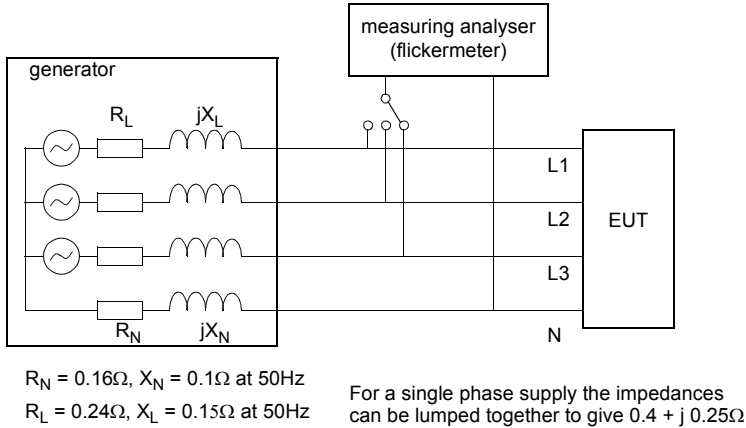 measuring analyser
(flickermeter)
generator
R_L
jX_L
L1
L2
EUT
L3
R_N
jX_N
N
R_N = 0.16Ω, X_N = 0.1Ω at 50Hz
R_L = 0.24Ω, X_L = 0.15Ω at 50Hz
For a single phase supply the impedances
can be lumped together to give 0.4 + j 0.25Ω